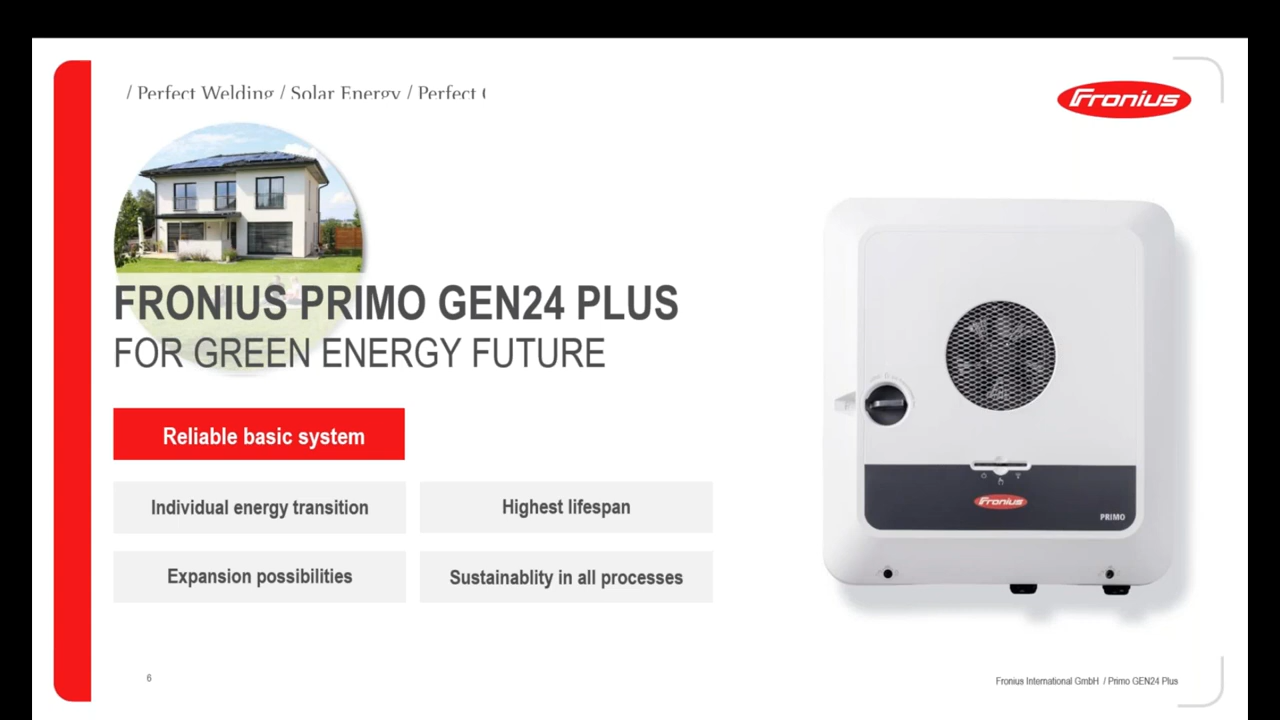 / Perfect Welding / Solar Energy / Perfect
Fronius
FRONIUS PRIMO GEN24 PLUS
FOR GREEN ENERGY FUTURE
Reliable basic system
Individual energy transition
Highest lifespan
Expansion possibilities
Sustainablity in all processes
Fronius
PRIMO
6
Fronius International GmbH / Primo GEN24 Plus